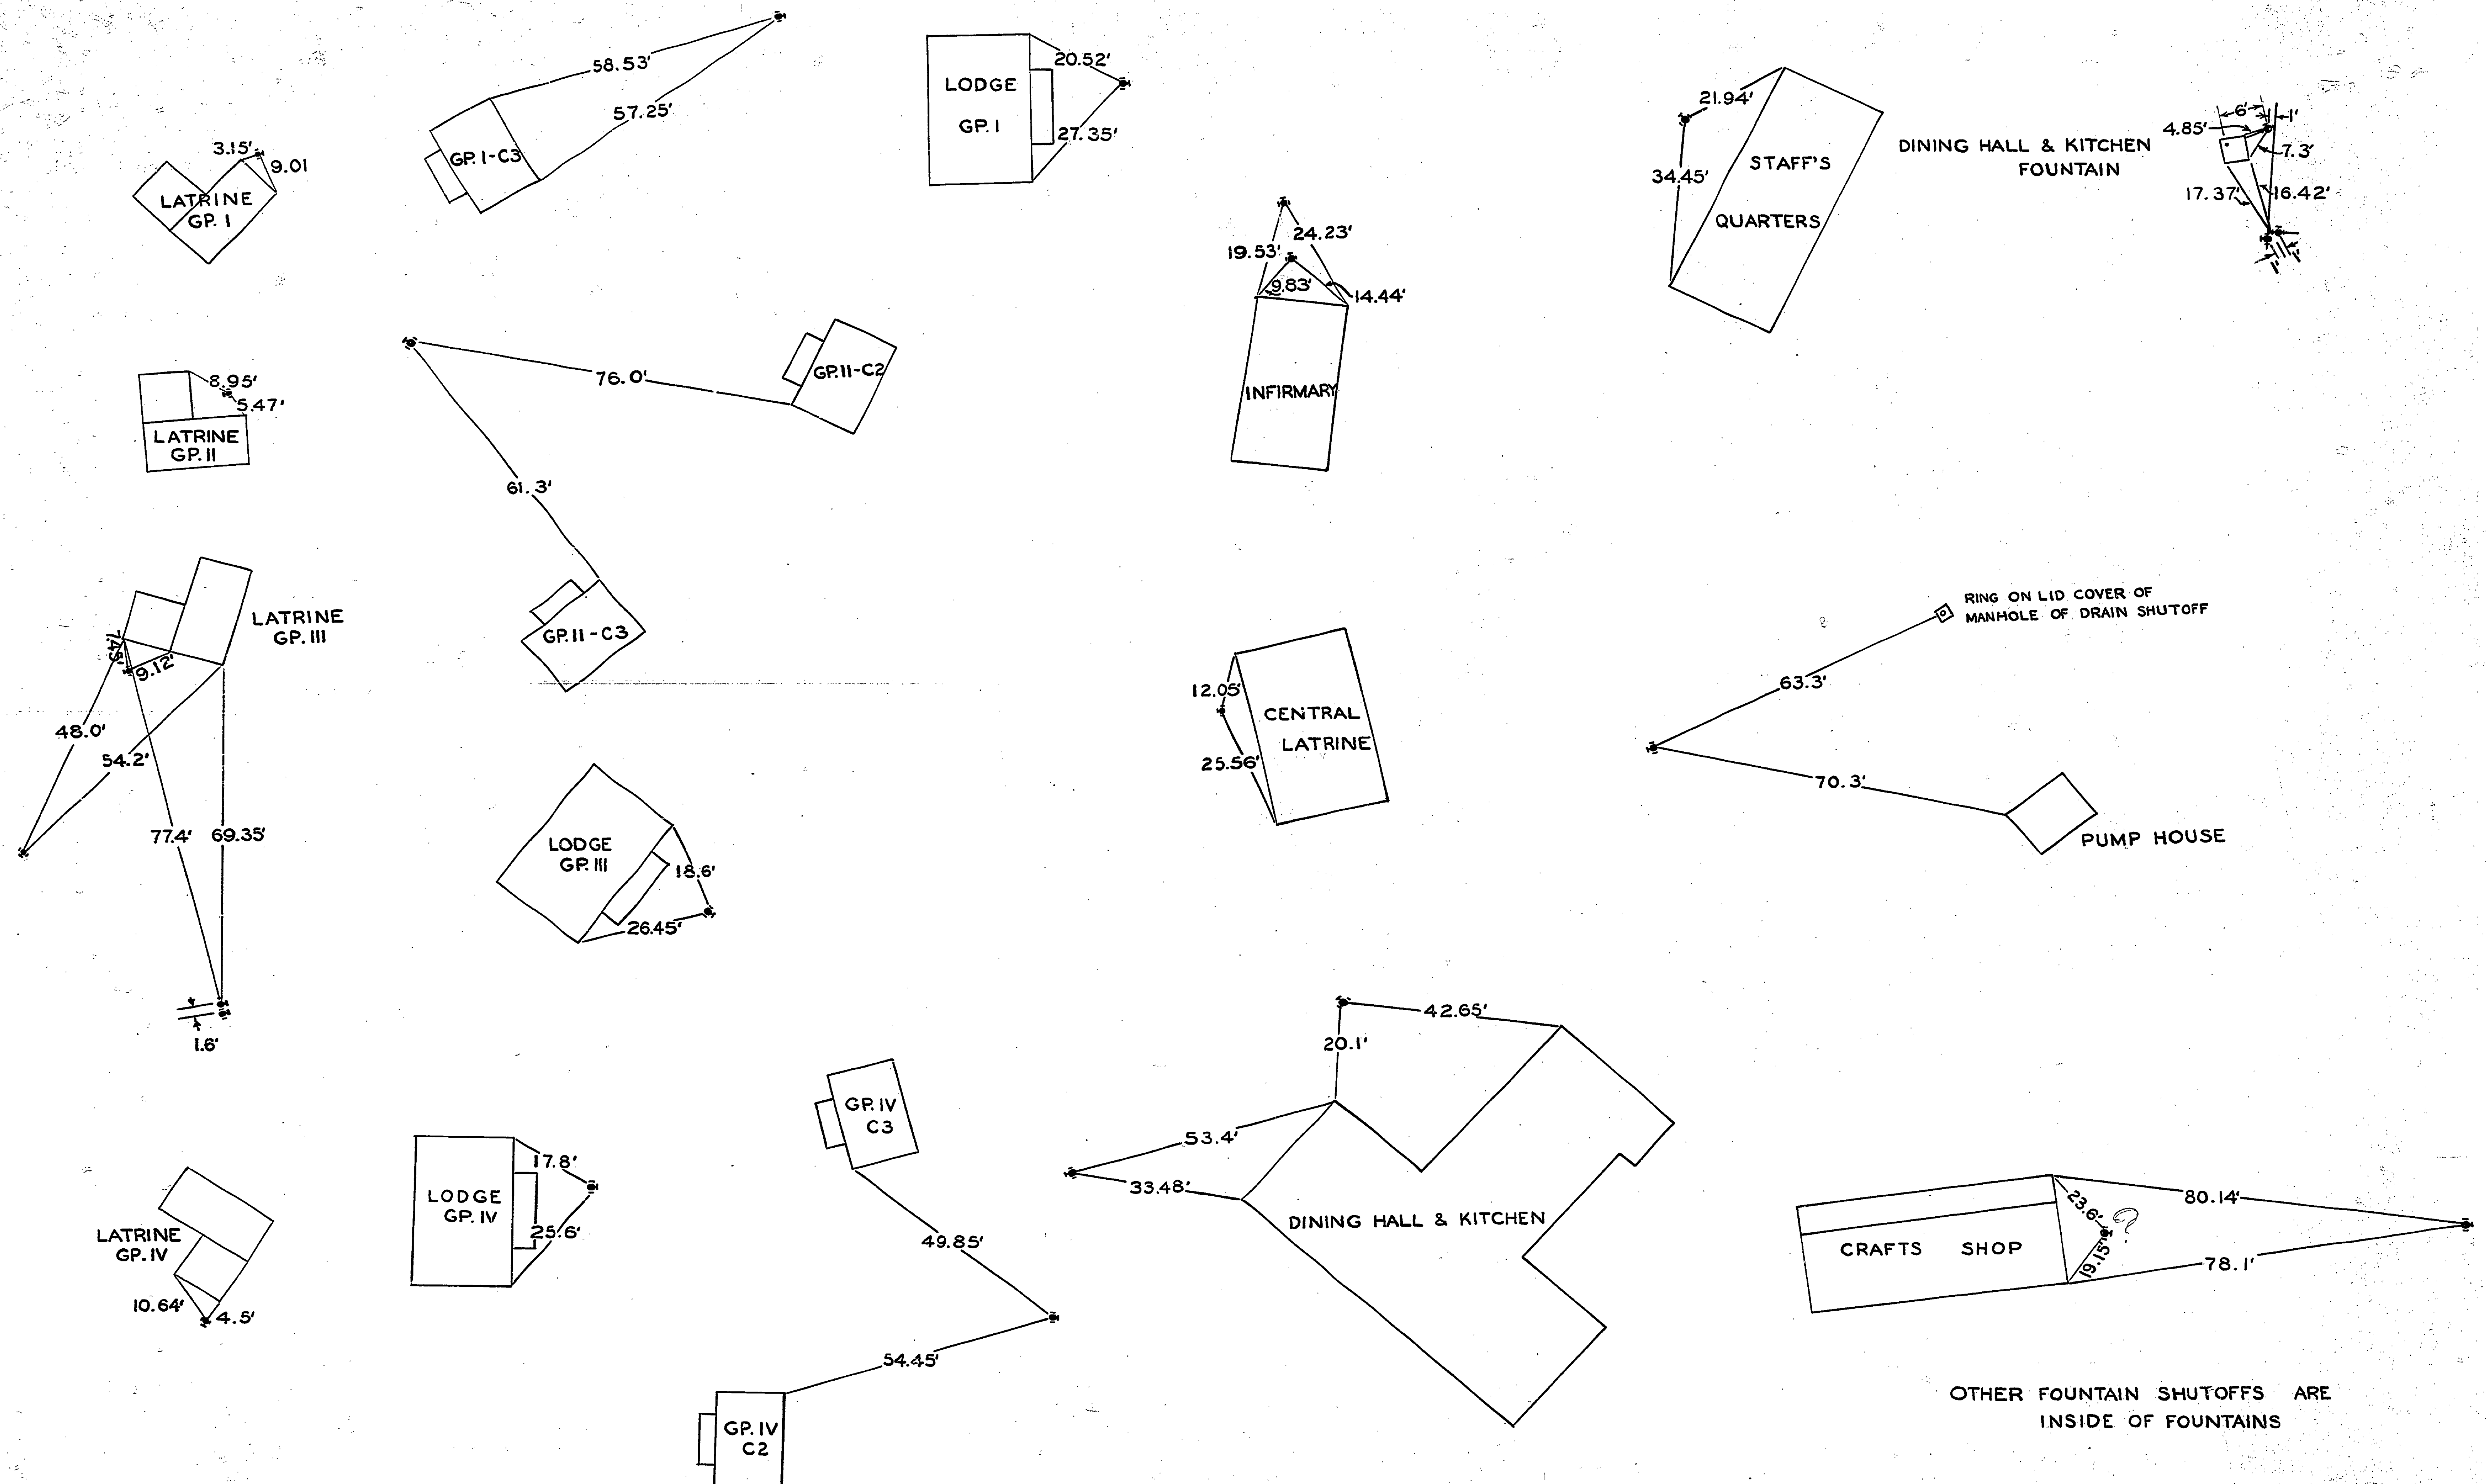 58.53'
57.25'
GP. I-C3
3.15'
9.01
LATRINE
GP. I
20.52'
LODGE
GP. I
27.35'
19.53'
24.23'
9.83'
14.44'
INFIRMARY
21.94'
34.45'
STAFF'S
QUARTERS
DINING HALL & KITCHEN
FOUNTAIN
6'
1'
4.85'
7.3'
17.37'
16.42'
1'
1'
8.95'
5.47'
LATRINE
GP. II
76.0'
GP. II-C2
61.3'
GP. II-C3
LATRINE
GP. III
7.45'
9.12'
48.0'
54.2'
77.4'
69.35'
1.6'
LODGE
GP. III
18.6'
26.45'
12.05'
CENTRAL
LATRINE
25.56'
RING ON LID COVER OF
MANHOLE OF DRAIN SHUTOFF
63.3'
70.3'
PUMP HOUSE
LATRINE
GP. IV
10.64'
4.5'
17.8'
LODGE
GP. IV
25.6'
GP. IV
C3
49.85'
54.45'
GP. IV
C2
42.65'
20.1'
53.4'
33.48'
DINING HALL & KITCHEN
23.6'
?
19.15'
80.14'
78.1'
CRAFTS SHOP
OTHER FOUNTAIN SHUTOFFS ARE
INSIDE OF FOUNTAINS